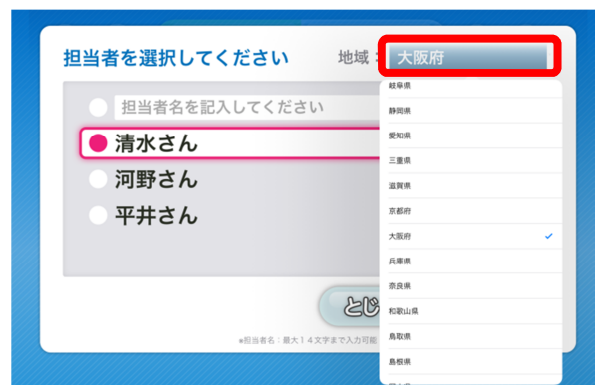 担当者を選択してください
地域：
大阪府
担当者名を記入してください
清水さん
河野さん
平井さん
とじ
*担当者名：最大１４文字まで入力可能
岐阜県
静岡県
愛知県
三重県
滋賀県
京都府
大阪府
兵庫県
奈良県
和歌山県
鳥取県
島根県